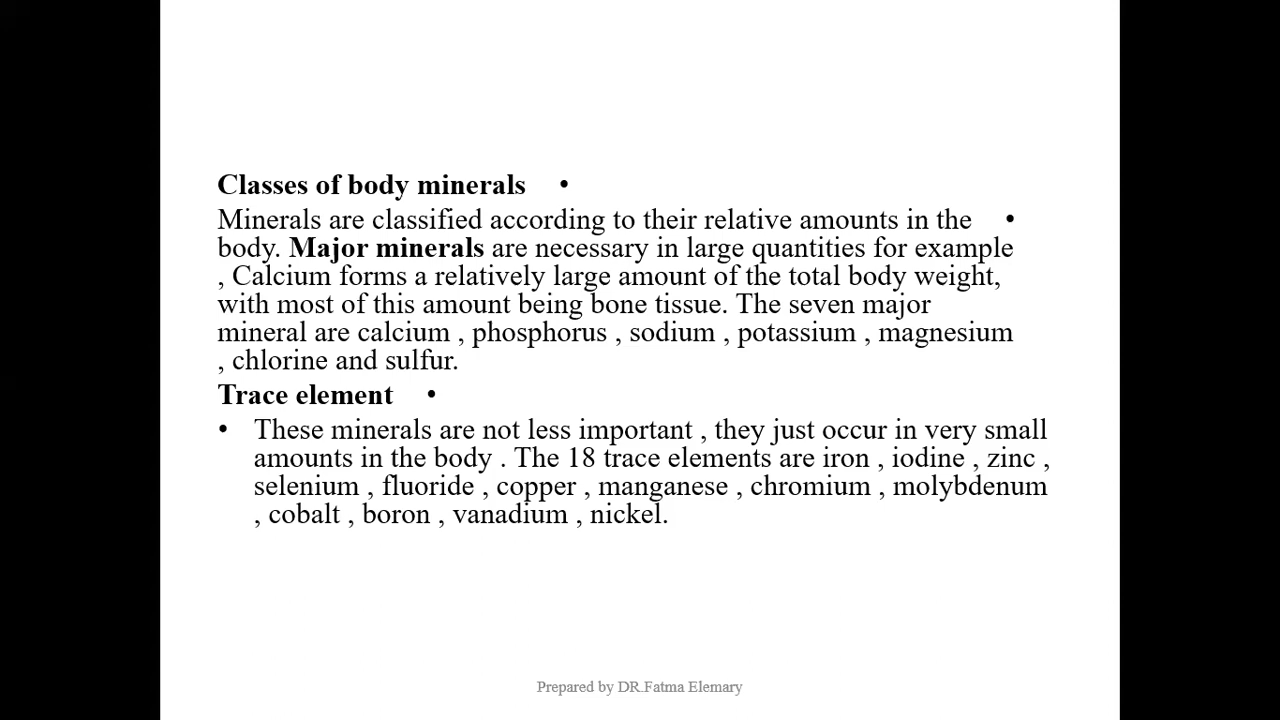 Classes of body minerals •
Minerals are classified according to their relative amounts in the •
body. Major minerals are necessary in large quantities for example
, Calcium forms a relatively large amount of the total body weight,
with most of this amount being bone tissue. The seven major
mineral are calcium , phosphorus , sodium , potassium , magnesium
, chlorine and sulfur.
Trace element •
• These minerals are not less important , they just occur in very small
amounts in the body . The 18 trace elements are iron , iodine , zinc ,
selenium , fluoride , copper , manganese , chromium , molybdenum
, cobalt , boron , vanadium , nickel.
Prepared by DR.Fatma Elemary